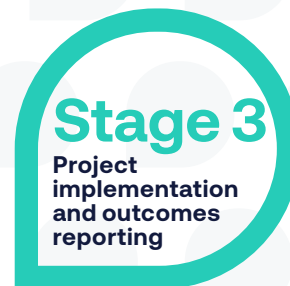 Stage 3
Project
implementation
and outcomes
reporting